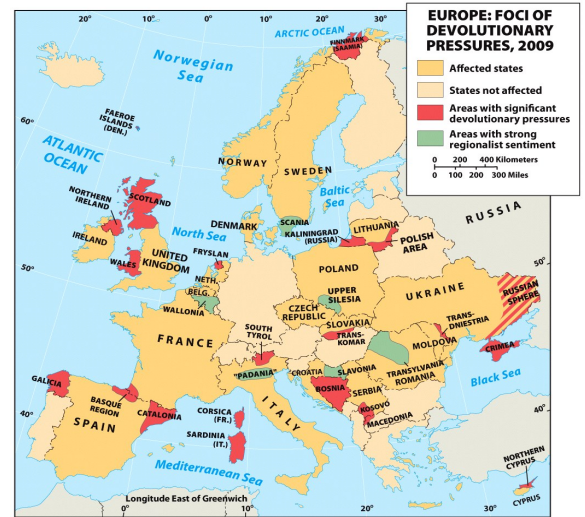 20°
10°
0°
10°
20°
30°
ARCTIC OCEAN
EUROPE: FOCI OF
DEVOLUTIONARY
PRESSURES, 2009
Affected states
States not affected
Areas with significant
devolutionary pressures
Areas with strong
regionalist sentiment
0 200 400 Kilometers
0 100 200 300 Miles
FINNMARK
(SAAMIA)
Norwegian
Sea
FAEROE
ISLANDS
(DEN.)
60°
ATLANTIC
OCEAN
NORWAY
SWEDEN
Baltic
Sea
RUSSIA
NORTHERN
IRELAND
SCOTLAND
North Sea
DENMARK
SCANIA
KALININGRAD
(RUSSIA)
LITHUANIA
POLISH
AREA
IRELAND
WALES
UNITED
KINGDOM
FRYSLAN
NETH.
BELG.
WALLONIA
POLAND
UPPER
SILESIA
CZECH
REPUBLIC
UKRAINE
RUSSIAN
SPHERE
50°
50°
FRANCE
SOUTH
TYROL
SLOVAKIA
TRANS-
KOMAR
TRANS-
DNIESTRIA
MOLDOVA
CRIMEA
"PADANIA"
CROATIA
SLAVONIA
TRANSYLVANIA
ROMANIA
BOSNIA
SERBIA
Black Sea
GALICIA
BASQUE
REGION
CATALONIA
CORSICA
(FR.)
ITALY
KOSOVO
MACEDONIA
40°
40°
SPAIN
SARDINIA
(IT.)
Mediterranean Sea
NORTHERN
CYPRUS
CYPRUS
Longitude East of Greenwich
0°
10°
20°
30°